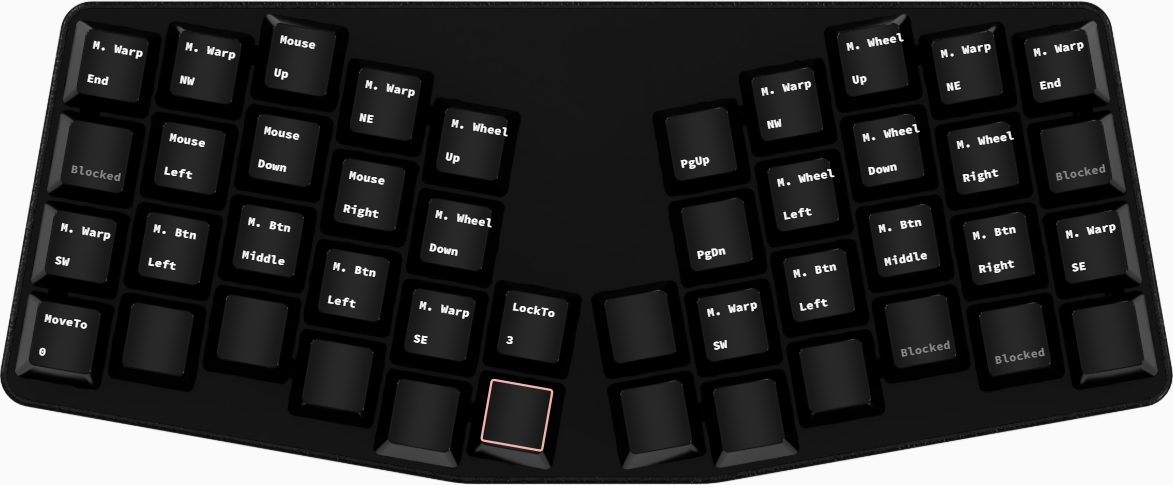 M. Warp
End
M. Warp
NW
Mouse
Up
M. Warp
NE
M. Wheel
Up
PgUp
M. Warp
NW
M. Wheel
Up
M. Warp
NE
M. Warp
End
Blocked
Mouse
Left
Mouse
Down
Mouse
Right
M. Wheel
Down
PgDn
M. Wheel
Left
M. Wheel
Down
M. Wheel
Right
Blocked
M. Warp
SW
M. Btn
Left
M. Btn
Middle
M. Btn
Left
M. Warp
SE
LockTo
3
M. Warp
SW
M. Btn
Left
M. Btn
Middle
M. Btn
Right
M. Warp
SE
MoveTo
0
Blocked
Blocked